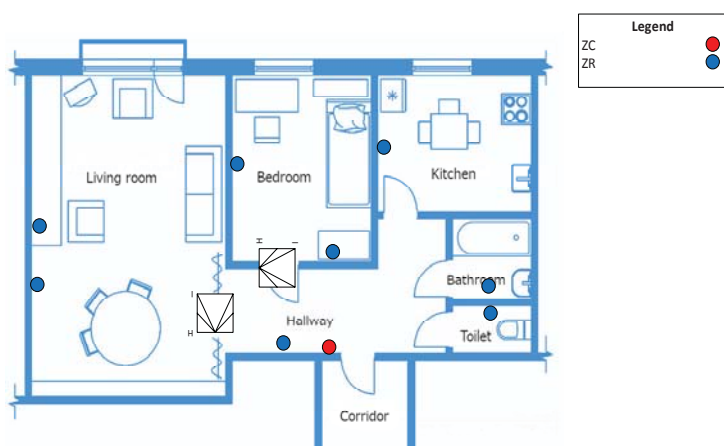 Legend
ZC
ZR
Living room
Bedroom
Kitchen
H
I
Bathroom
I
H
Hallway
Toilet
Corridor